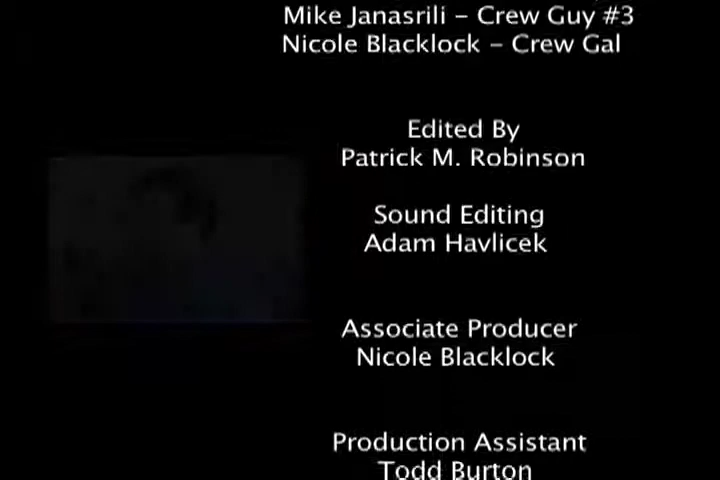 Mike Janasrili – Crew Guy #3
Nicole Blacklock – Crew Gal
Edited By
Patrick M. Robinson
Sound Editing
Adam Havlicek
Associate Producer
Nicole Blacklock
Production Assistant
Todd Burton